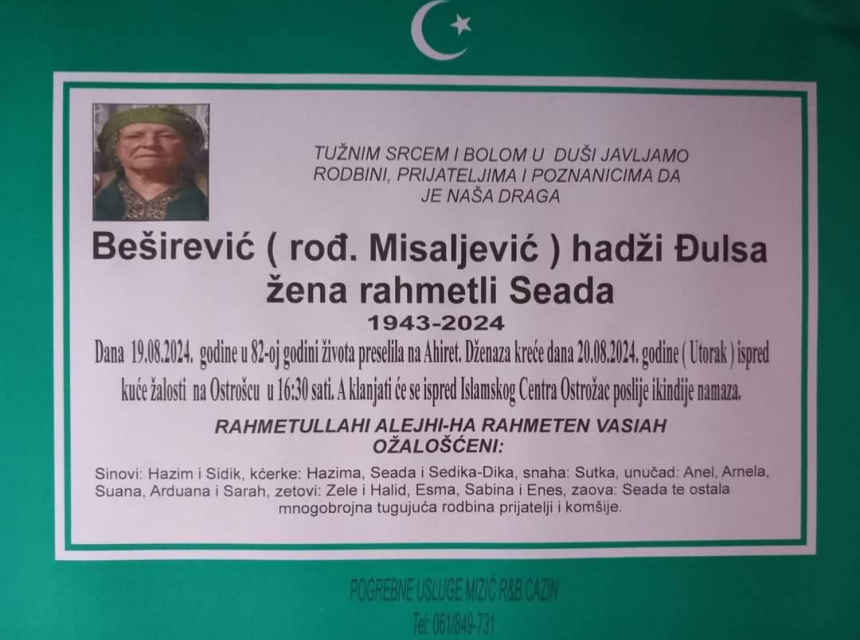 TUŽNIM SRCEM I BOLOM U DUŠI JAVLJAMO
RODBINI, PRIJATELJIMA I POZNANICIMA DA
JE NAŠA DRAGA
Beširević ( rođ. Misaljević ) hadži Đulsa
žena rahmetli Seada
1943-2024
Dana 19.08.2024. godine u 82-oj godini života preselila na Ahiret. Dženaza kreće dana 20.08.2024. godine ( Utorak ) ispred
kuće žalosti na Ostrošcu u 16:30 sati. A klanjati će se ispred Islamskog Centra Ostrožac poslije ikindije namaza.
RAHMETULLAHI ALEJHI-HA RAHMETEN VASIAH
OŽALOŠĆENI:
Sinovi: Hazim i Sidik, kćerke: Hazima, Seada i Sedika-Dika, snaha: Sutka, unučad: Anel, Arnela,
Suana, Arduana i Sarah, zetovi: Zele i Halid, Esma, Sabina i Enes, zaova: Seada te ostala
mnogobrojna tugujuća rodbina prijatelji i komšije.
POGREBNE USLUGE MIZIĆ R&B CAZIN
Tel: 061/849-731